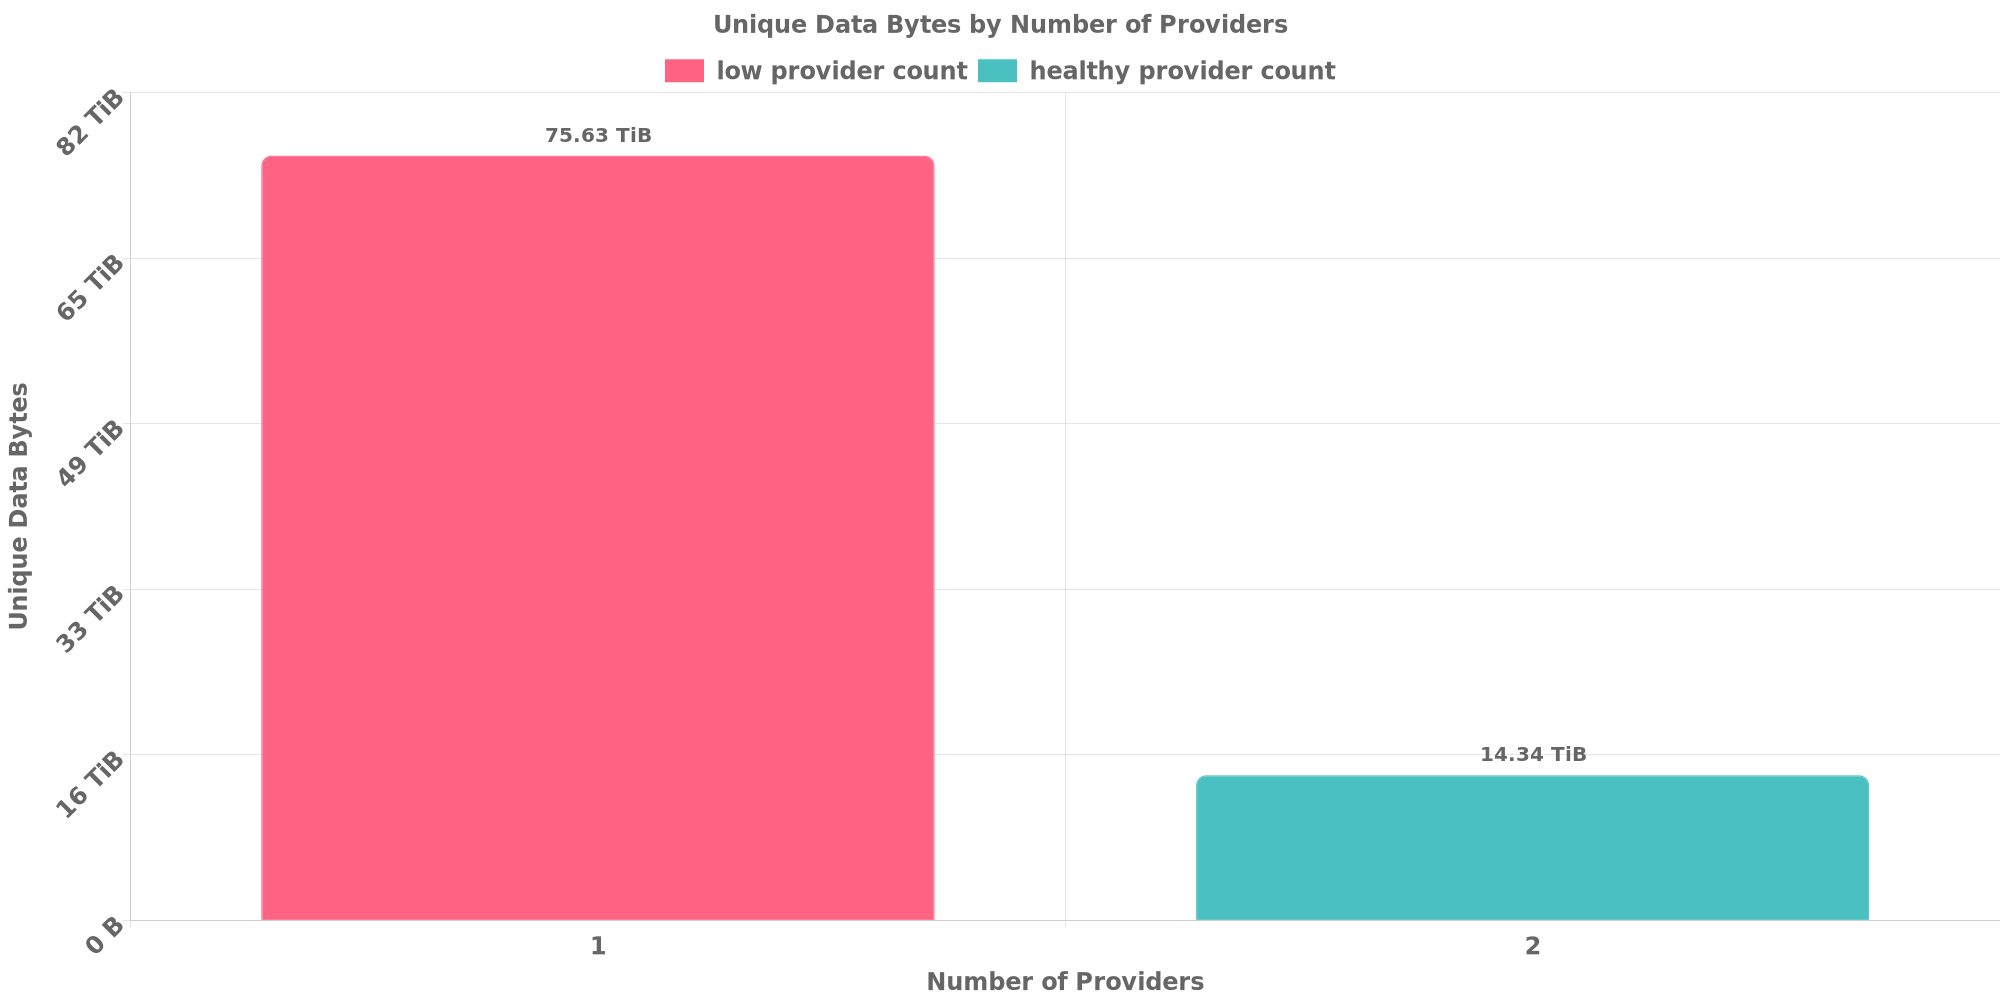 Unique Data Bytes by Number of Providers
low provider count healthy provider count
82 TiB
75.63 TiB
65 TiB
49 TiB
33 TiB
16 TiB
14.34 TiB
0 B
Unique Data Bytes
1 2
Number of Providers